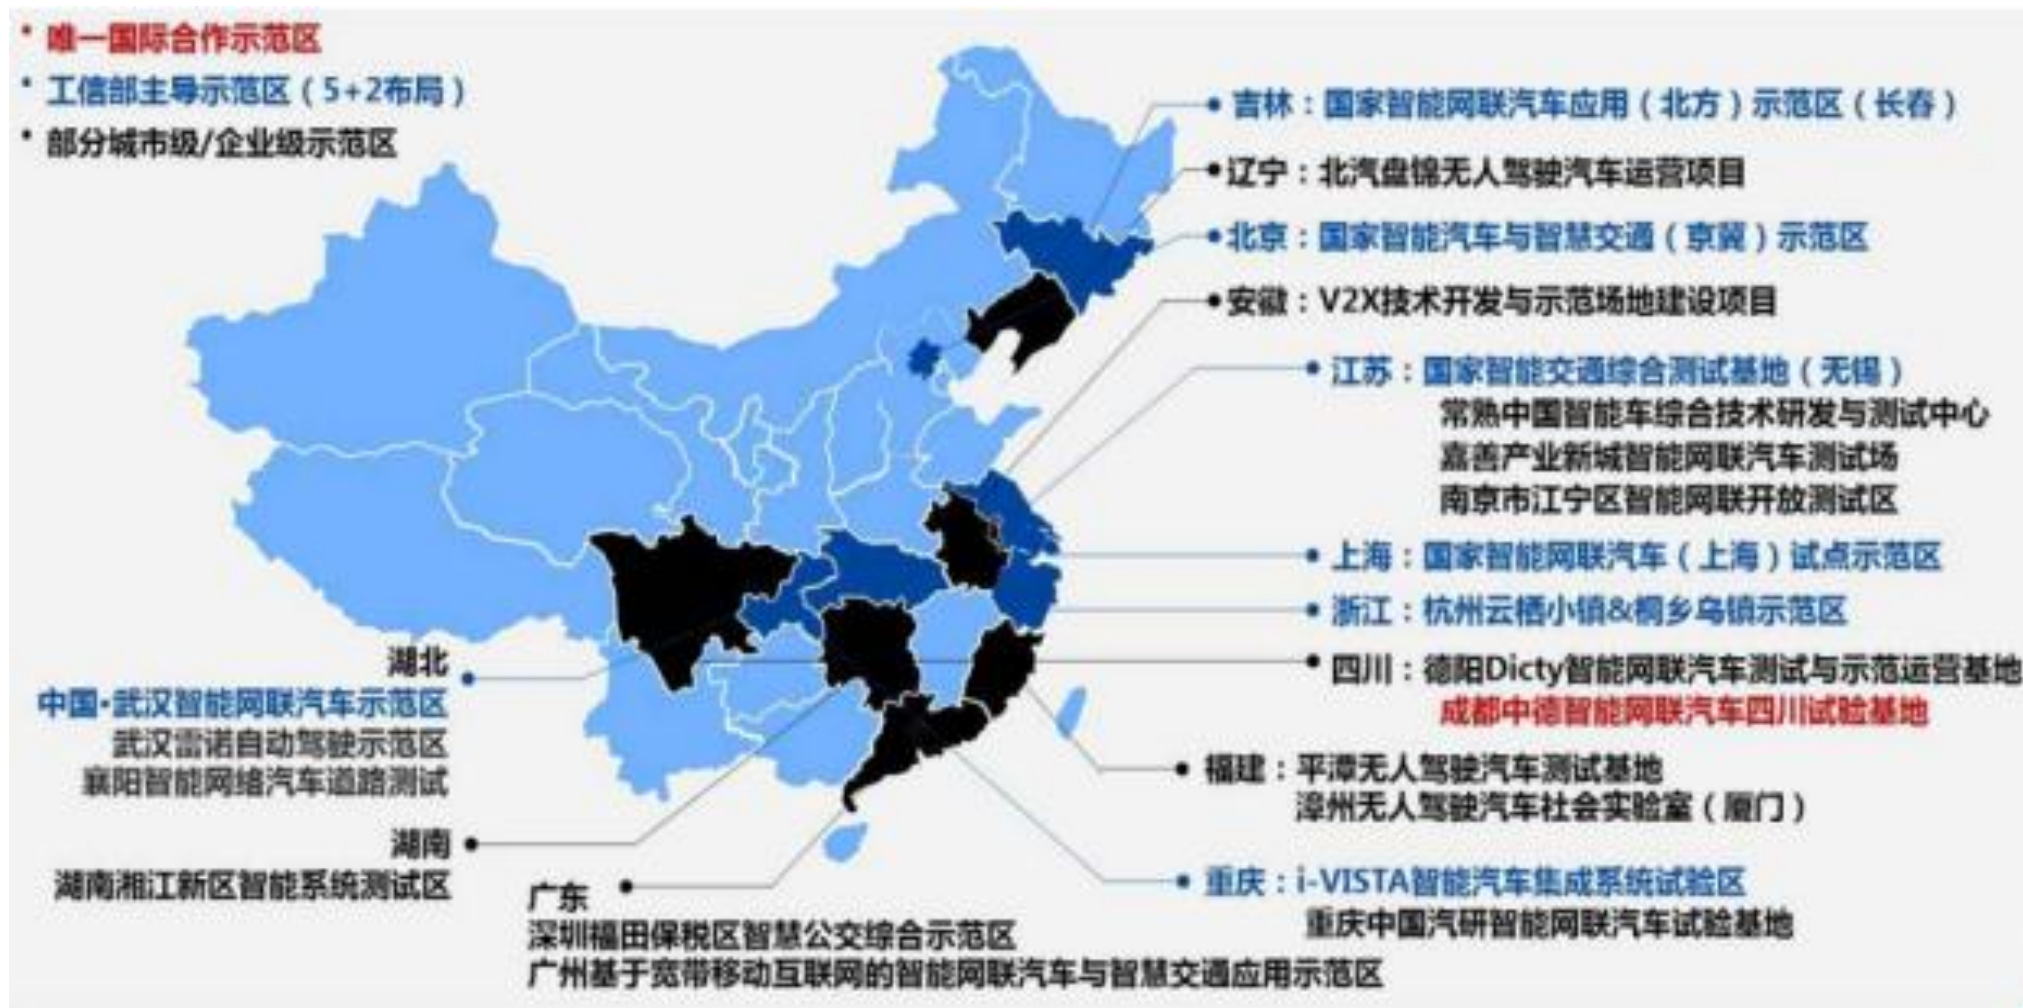 唯一国际合作示范区
工信部主导示范区（5+2布局）
部分城市级/企业级示范区
吉林：国家智能网联汽车应用（北方）示范区（长春）
辽宁：北汽盘锦无人驾驶汽车运营项目
北京：国家智能汽车与智慧交通（京冀）示范区
安徽：V2X技术开发与示范场地建设项目
江苏：国家智能交通综合测试基地（无锡）
常熟中国智能车综合技术研发与测试中心
嘉善产业新城智能网联汽车测试场
南京市江宁区智能网联开放测试区
上海：国家智能网联汽车（上海）试点示范区
浙江：杭州云栖小镇&桐乡乌镇示范区
四川：德阳Dicty智能网联汽车测试与示范运营基地
成都中德智能网联汽车四川试验基地
福建：平潭无人驾驶汽车测试基地
漳州无人驾驶汽车社会实验室（厦门）
重庆：i-VISTA智能汽车集成系统试验区
重庆中国汽研智能网联汽车试验基地
湖北
中国·武汉智能网联汽车示范区
武汉雷诺自动驾驶示范区
襄阳智能网络汽车道路测试
湖南
湖南湘江新区智能系统测试区
广东
深圳福田保税区智慧公交综合示范区
广州基于宽带移动互联网的智能网联汽车与智慧交通应用示范区